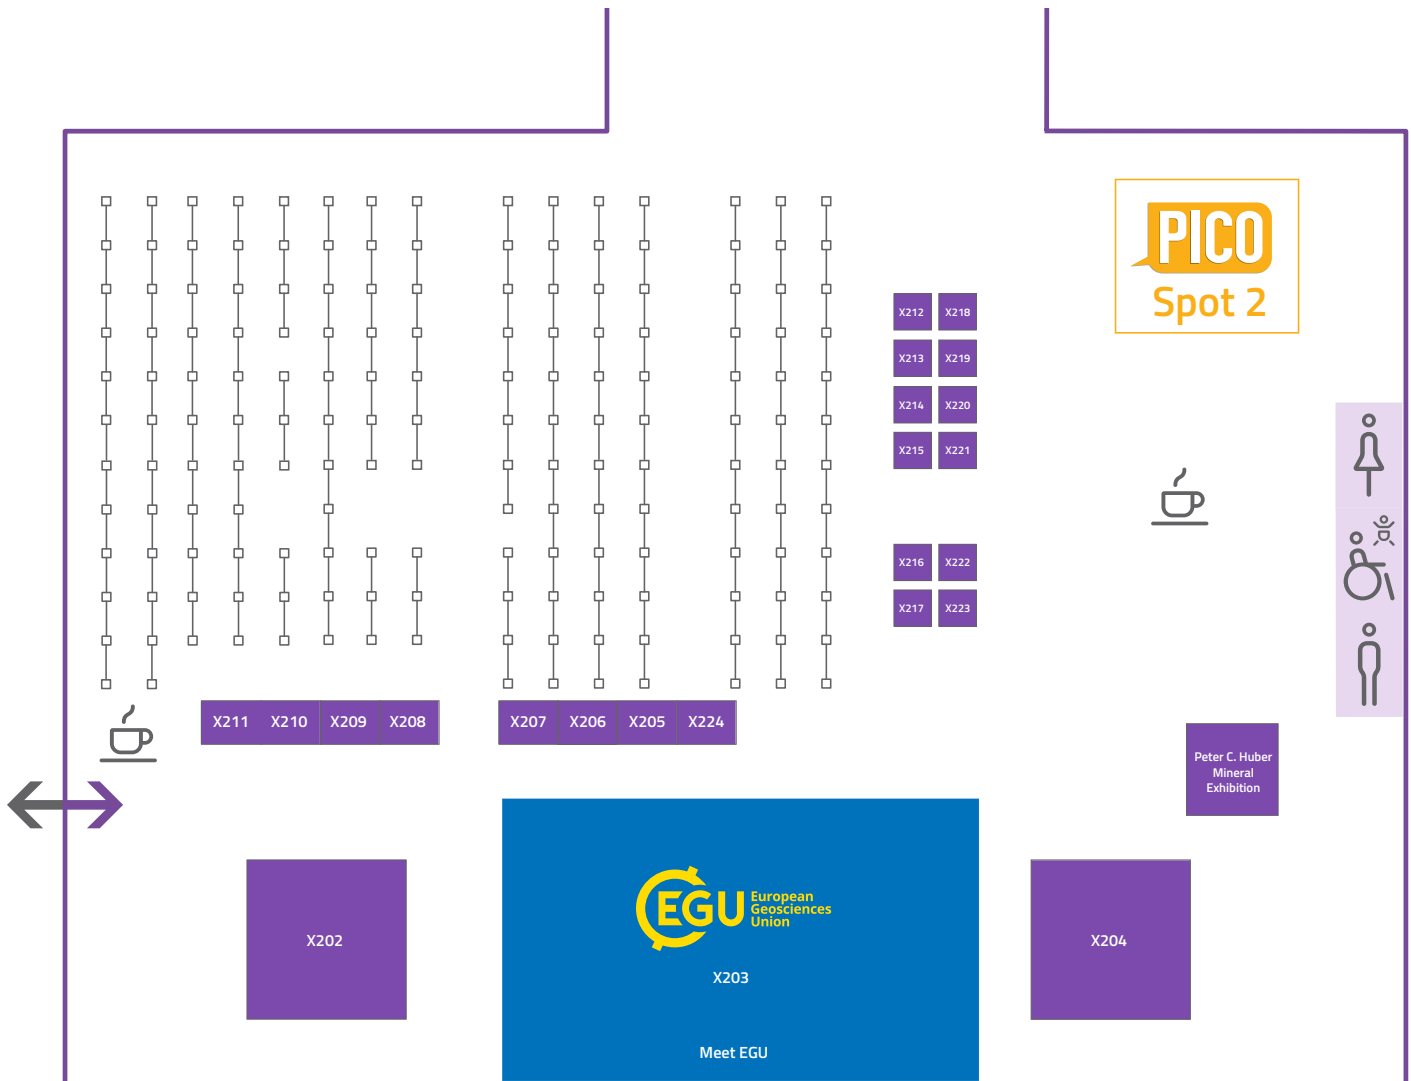 PICO
Spot 2
X212 X218
X213 X219
X214 X220
X215 X221
X216 X222
X217 X223
X211 X210 X209 X208 X207 X206 X205 X224
Peter C. Huber
Mineral
Exhibition
EGU
European
Geosciences
Union
X202
X203
X204
Meet EGU